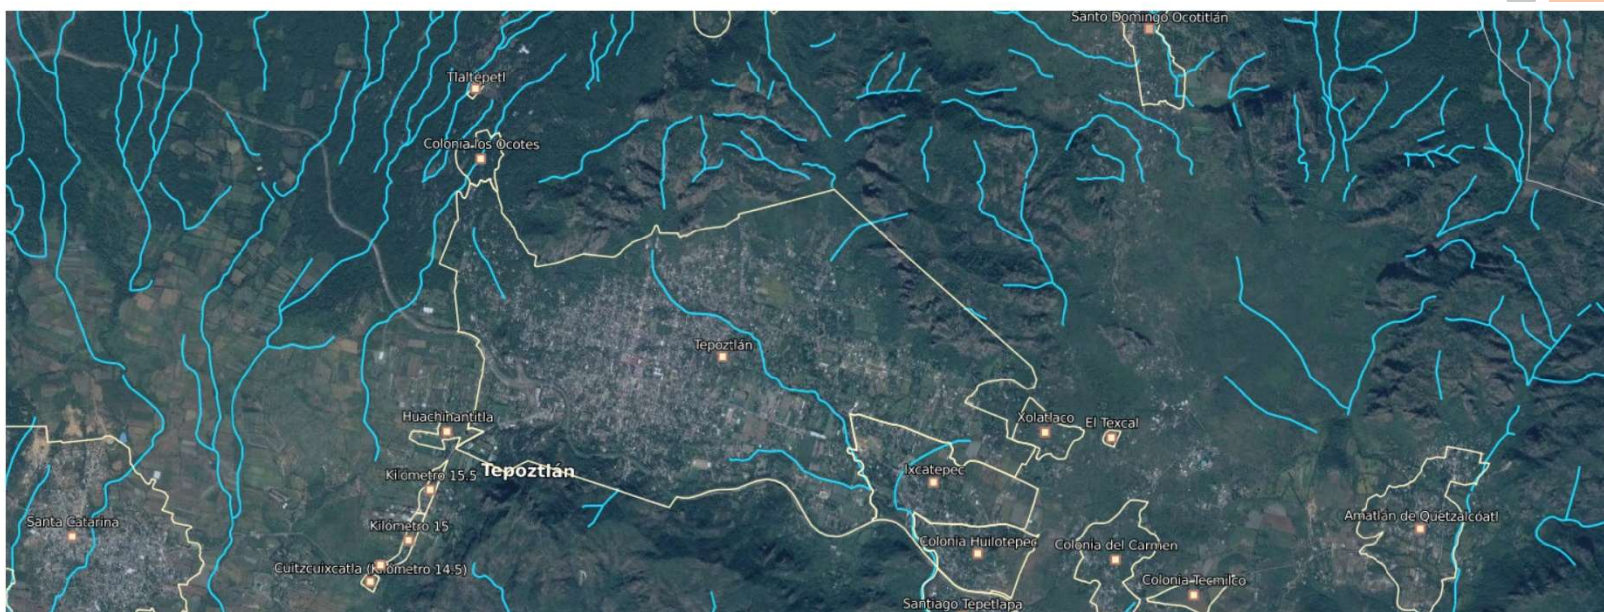 Santo Domingo Ocotitlán
Tlaltepetl
Colonia los Ocotes
Tepoztlán
Huachinantitla
Xolatlaco
El Texcal
Kilómetro 15.5
Tepoztlán
Ixcatepec
Santa Catarina
Kilómetro 15
Amatlán de Quetzalcóatl
Colonia Huilotepec
Colonia del Carmen
Cuitzcuixcatla (Kilómetro 14.5)
Colonia Tecmilco
Santiago Tepetlapa